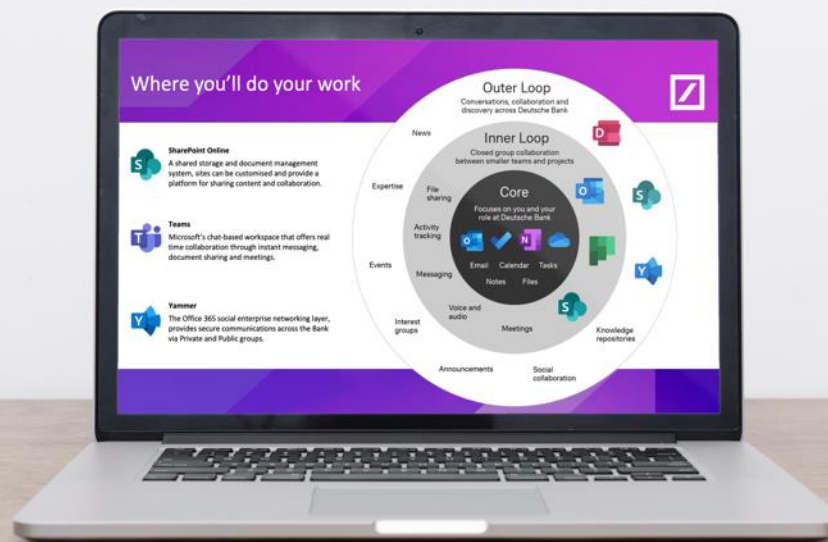 Where you'll do your work
SharePoint Online
A shared storage and document management
system, sites can be customised and provide a
platform for sharing content and collaboration.
Teams
Microsoft's chat-based workspace that offers real
time collaboration through instant messaging,
document sharing and meetings.
Yammer
The Office 365 social enterprise networking layer,
provides secure communications across the Bank
via Private and Public groups.
Outer Loop
Conversations, collaboration and
discovery across Deutsche Bank
News
Expertise
Events
Interest
groups
Announcements
Social
collaboration
Knowledge
repositories
Inner Loop
Closed group collaboration
between smaller teams and projects
File
sharing
Activity
tracking
Messaging
Voice and
audio
Meetings
Core
Focuses on you and your
role at Deutsche Bank
Email Calendar Tasks
Notes Files
S
T
Y
D
O
S
Y
O
N
S